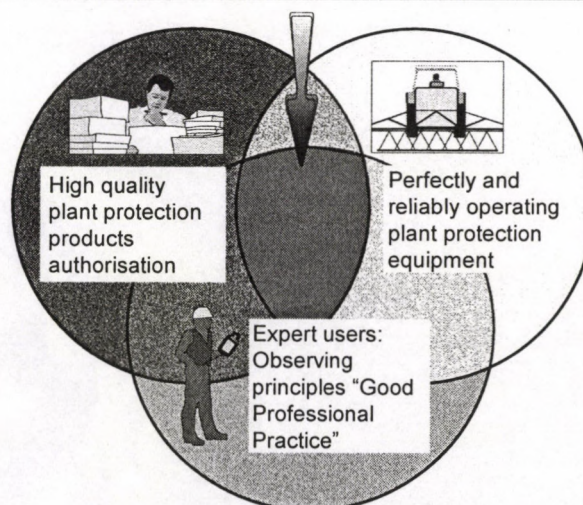 High quality
plant protection
products
authorisation
Perfectly and
reliably operating
plant protection
equipment
Expert users:
Observing
principles “Good
Professional
Practice”